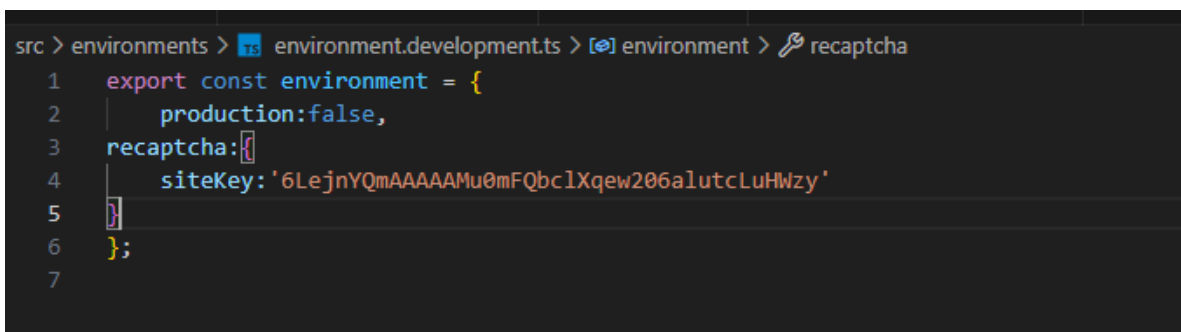 src > environments > TS environment.development.ts > environment > recaptcha
1 export const environment = {
2 production:false,
3 recaptcha:{
4 siteKey:'6LejnYQmAAAAAMu0mFQbclXqew206alutcLuHWzy'
5 }
6 };
7